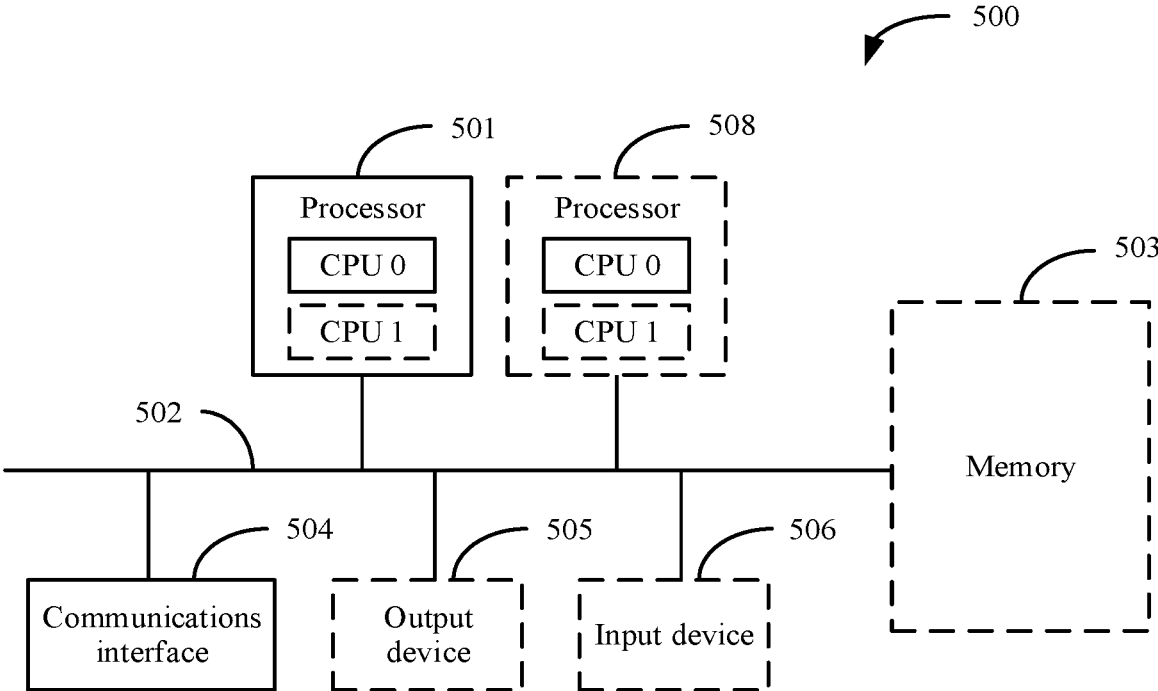 500
501
508
Processor
Processor
CPU 0
CPU 0
CPU 1
CPU 1
503
502
Memory
504
505
506
Communications
interface
Output
device
Input device